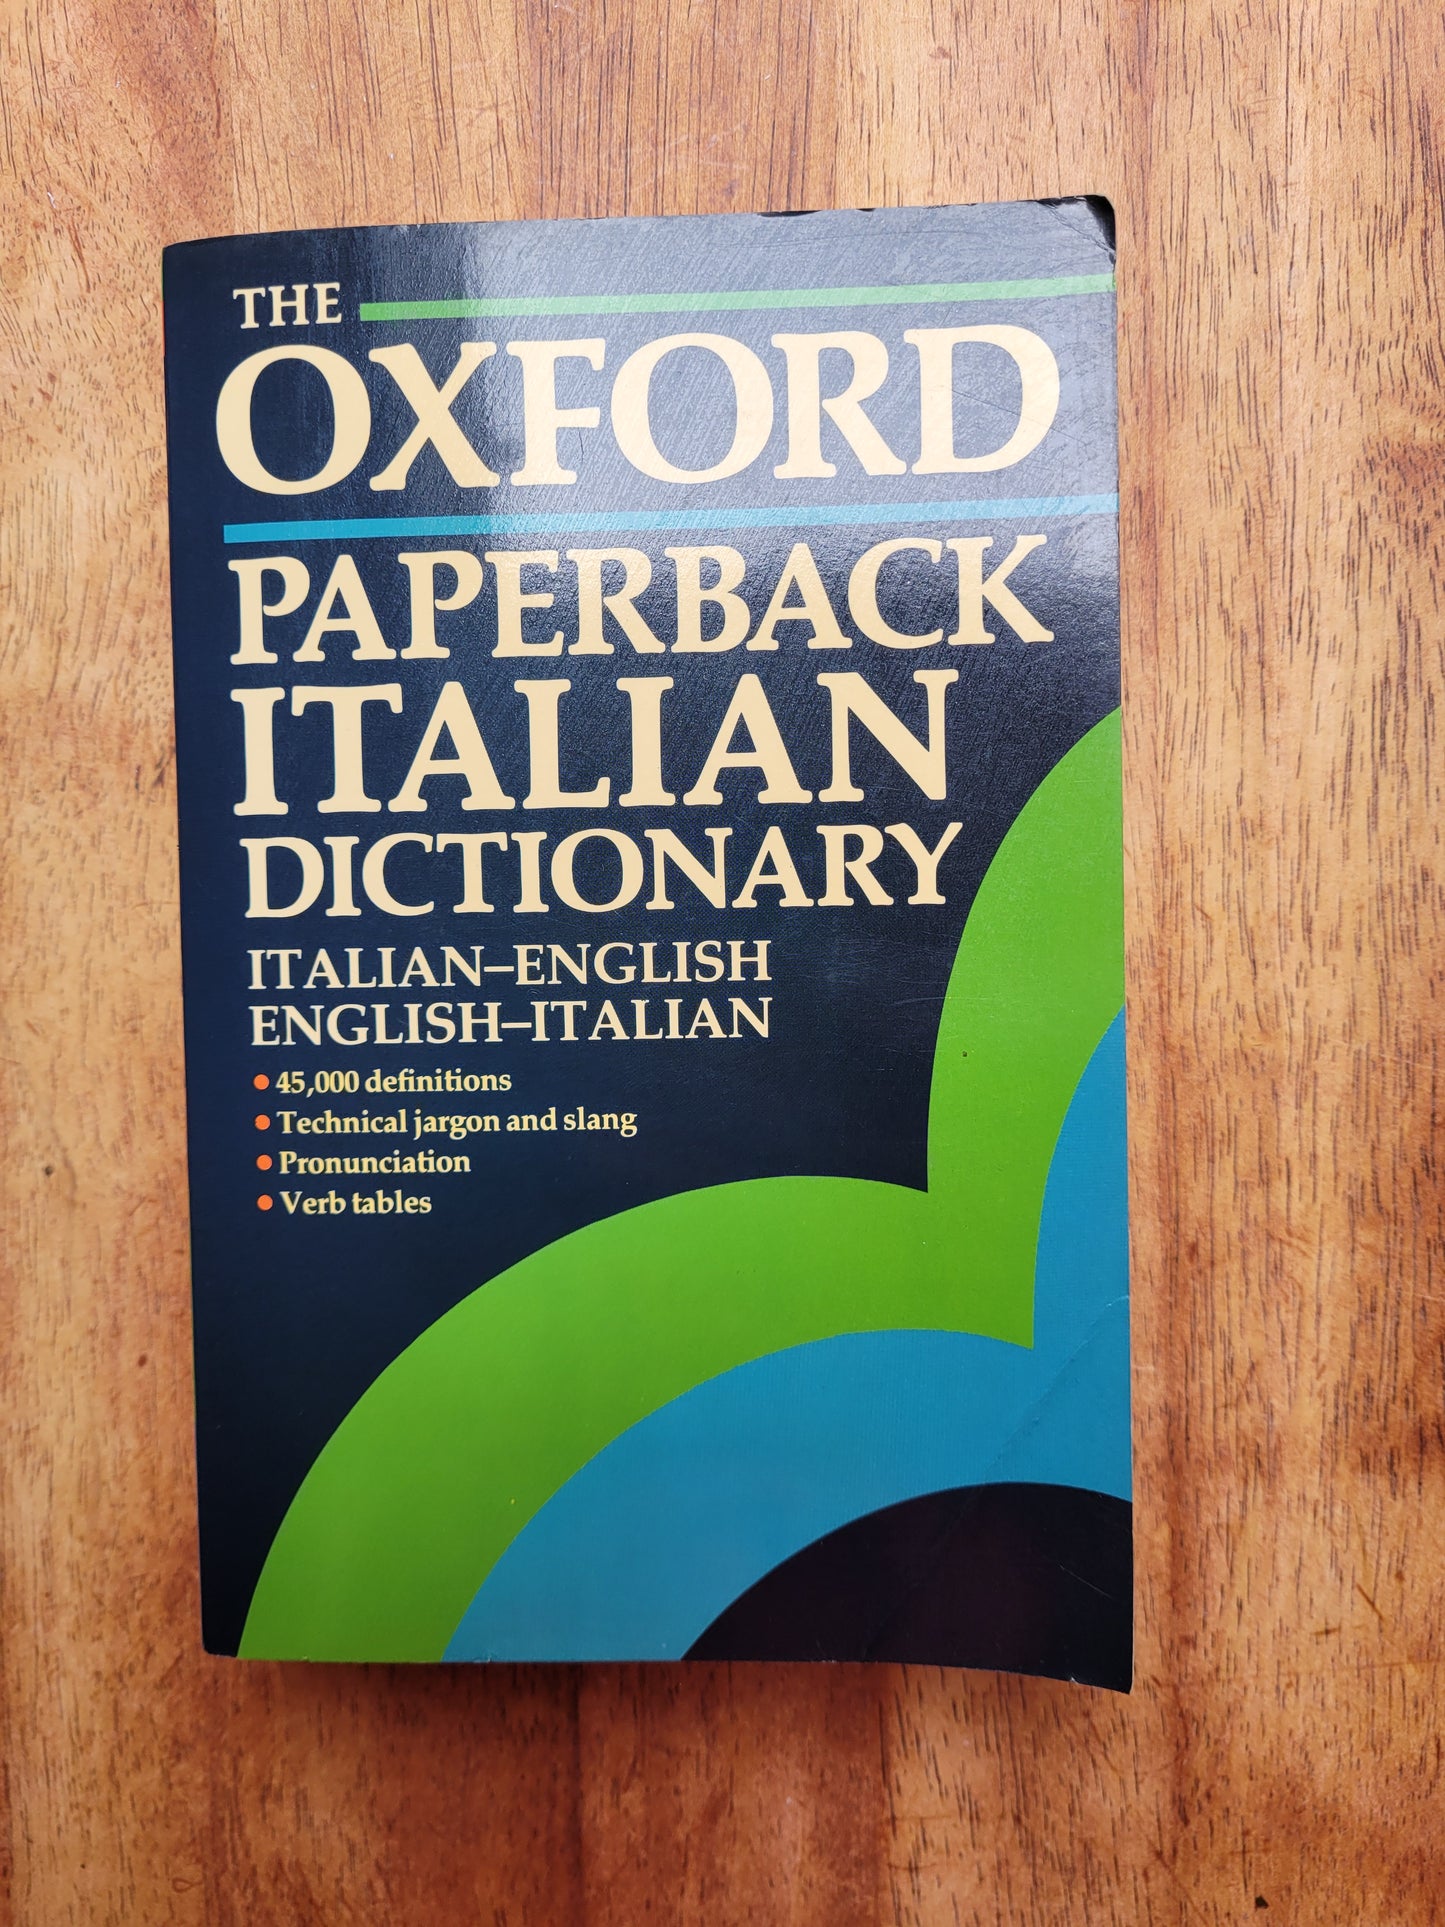 THE
OXFORD
PAPERBACK
ITALIAN
DICTIONARY
ITALIAN–ENGLISH
ENGLISH–ITALIAN
• 45,000 definitions
• Technical jargon and slang
• Pronunciation
• Verb tables